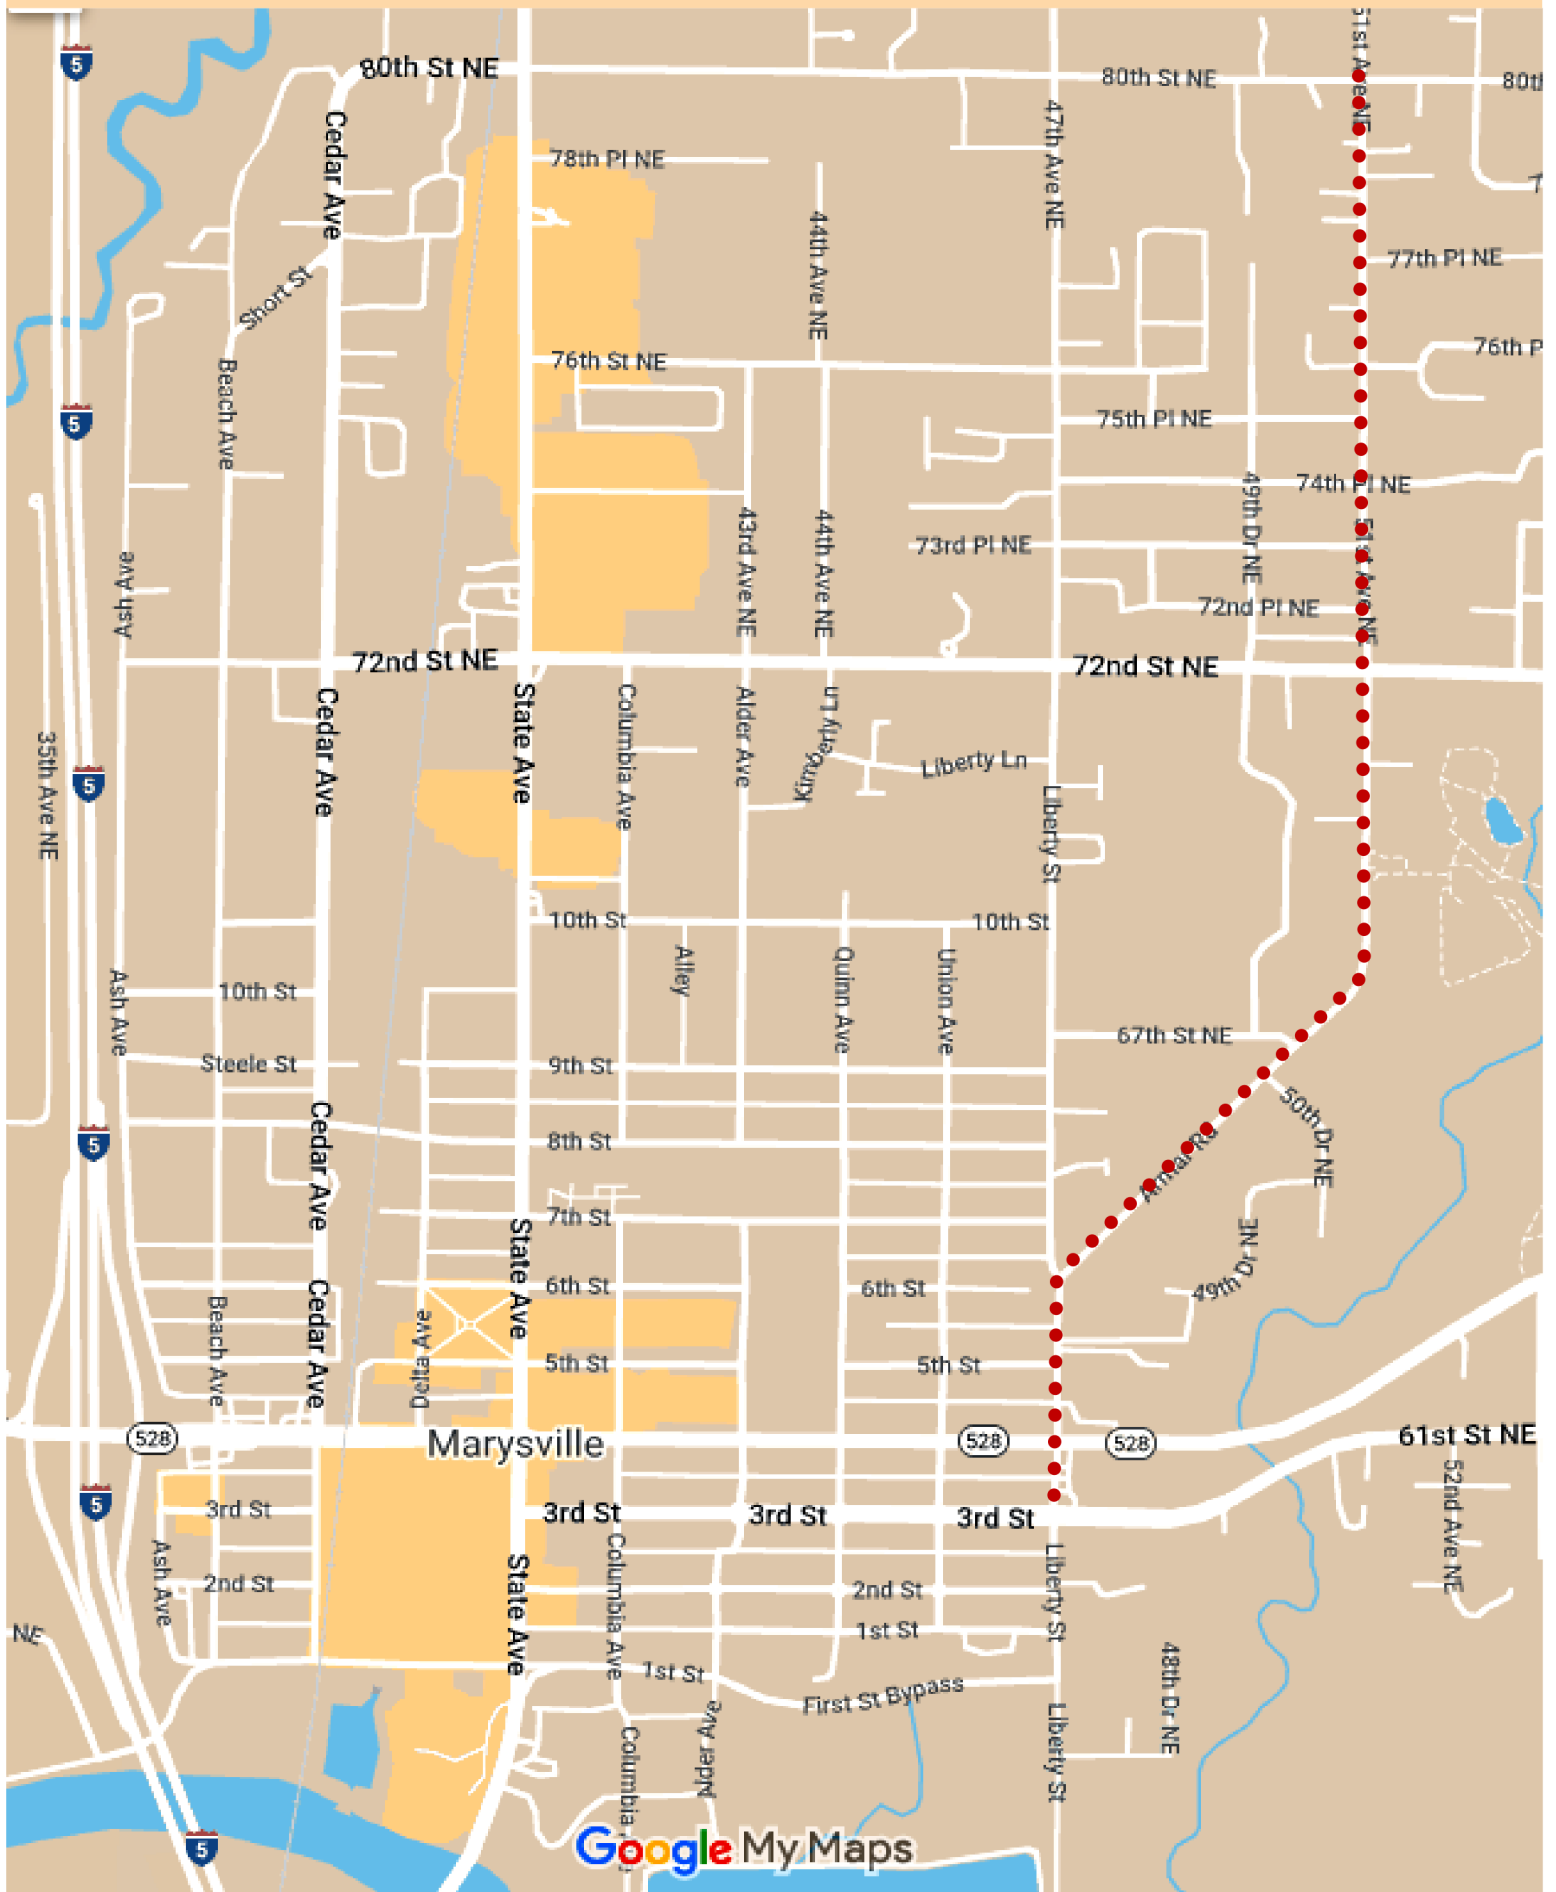 5
80th St NE
80th St NE
80th
51st Ave NE
Cedar Ave
47th Ave NE
78th Pl NE
44th Ave NE
77th Pl NE
Short St
76th St NE
76th P
Beach Ave
5
75th Pl NE
74th Pl NE
49th Dr NE
43rd Ave NE
44th Ave NE
73rd Pl NE
51st Ave NE
Ash Ave
72nd Pl NE
72nd St NE
72nd St NE
Cedar Ave
State Ave
Columbia Ave
Alder Ave
Kimberly Ln
Liberty Ln
35th Ave NE
5
Liberty St
10th St
10th St
Alley
Quinn Ave
Union Ave
Ash Ave
10th St
67th St NE
Steele St
9th St
50th Dr NE
Cedar Ave
5
8th St
Armar Rd
7th St
State Ave
49th Dr NE
6th St
6th St
Cedar Ave
Beach Ave
Delta Ave
5th St
5th St
528
Marysville
528
528
61st St NE
5
3rd St
3rd St
3rd St
3rd St
52nd Ave NE
Ash Ave
2nd St
State Ave
Columbia Ave
2nd St
Liberty St
1st St
NE
1st St
First St Bypass
48th Dr NE
Alder Ave
Liberty St
Columbia
5
Google My Maps